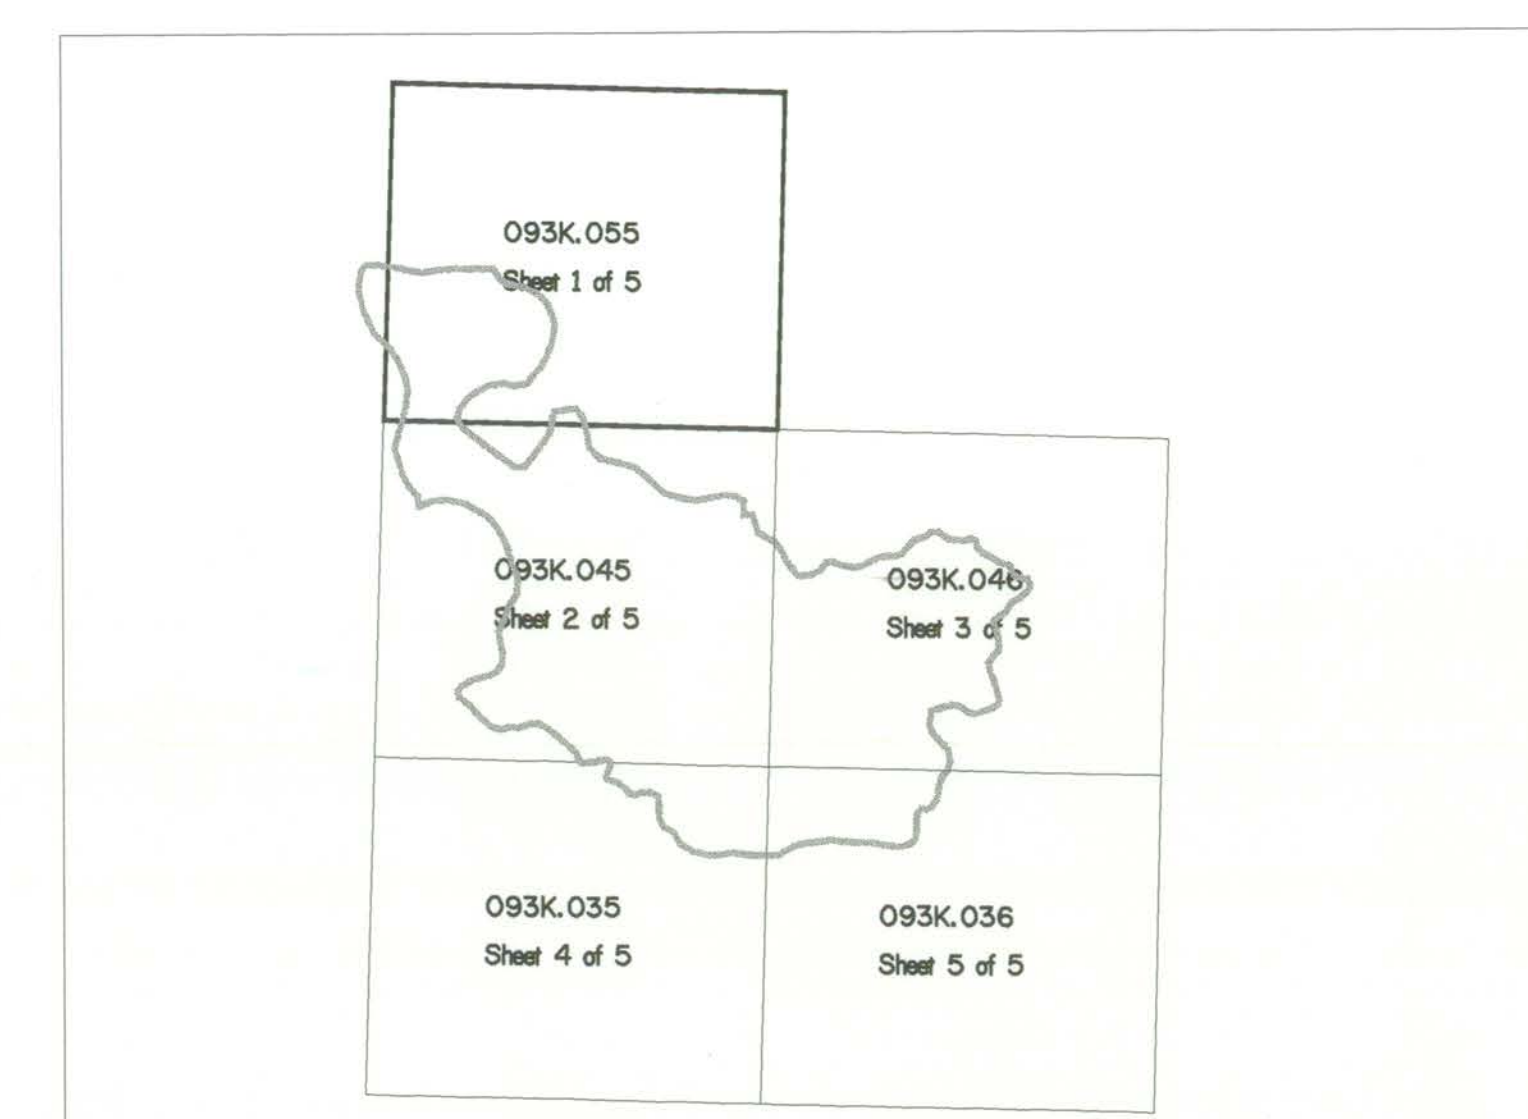 093K.055
Sheet 1 of 5
093K.045
Sheet 2 of 5
093K.046
Sheet 3 of 5
093K.035
Sheet 4 of 5
093K.036
Sheet 5 of 5